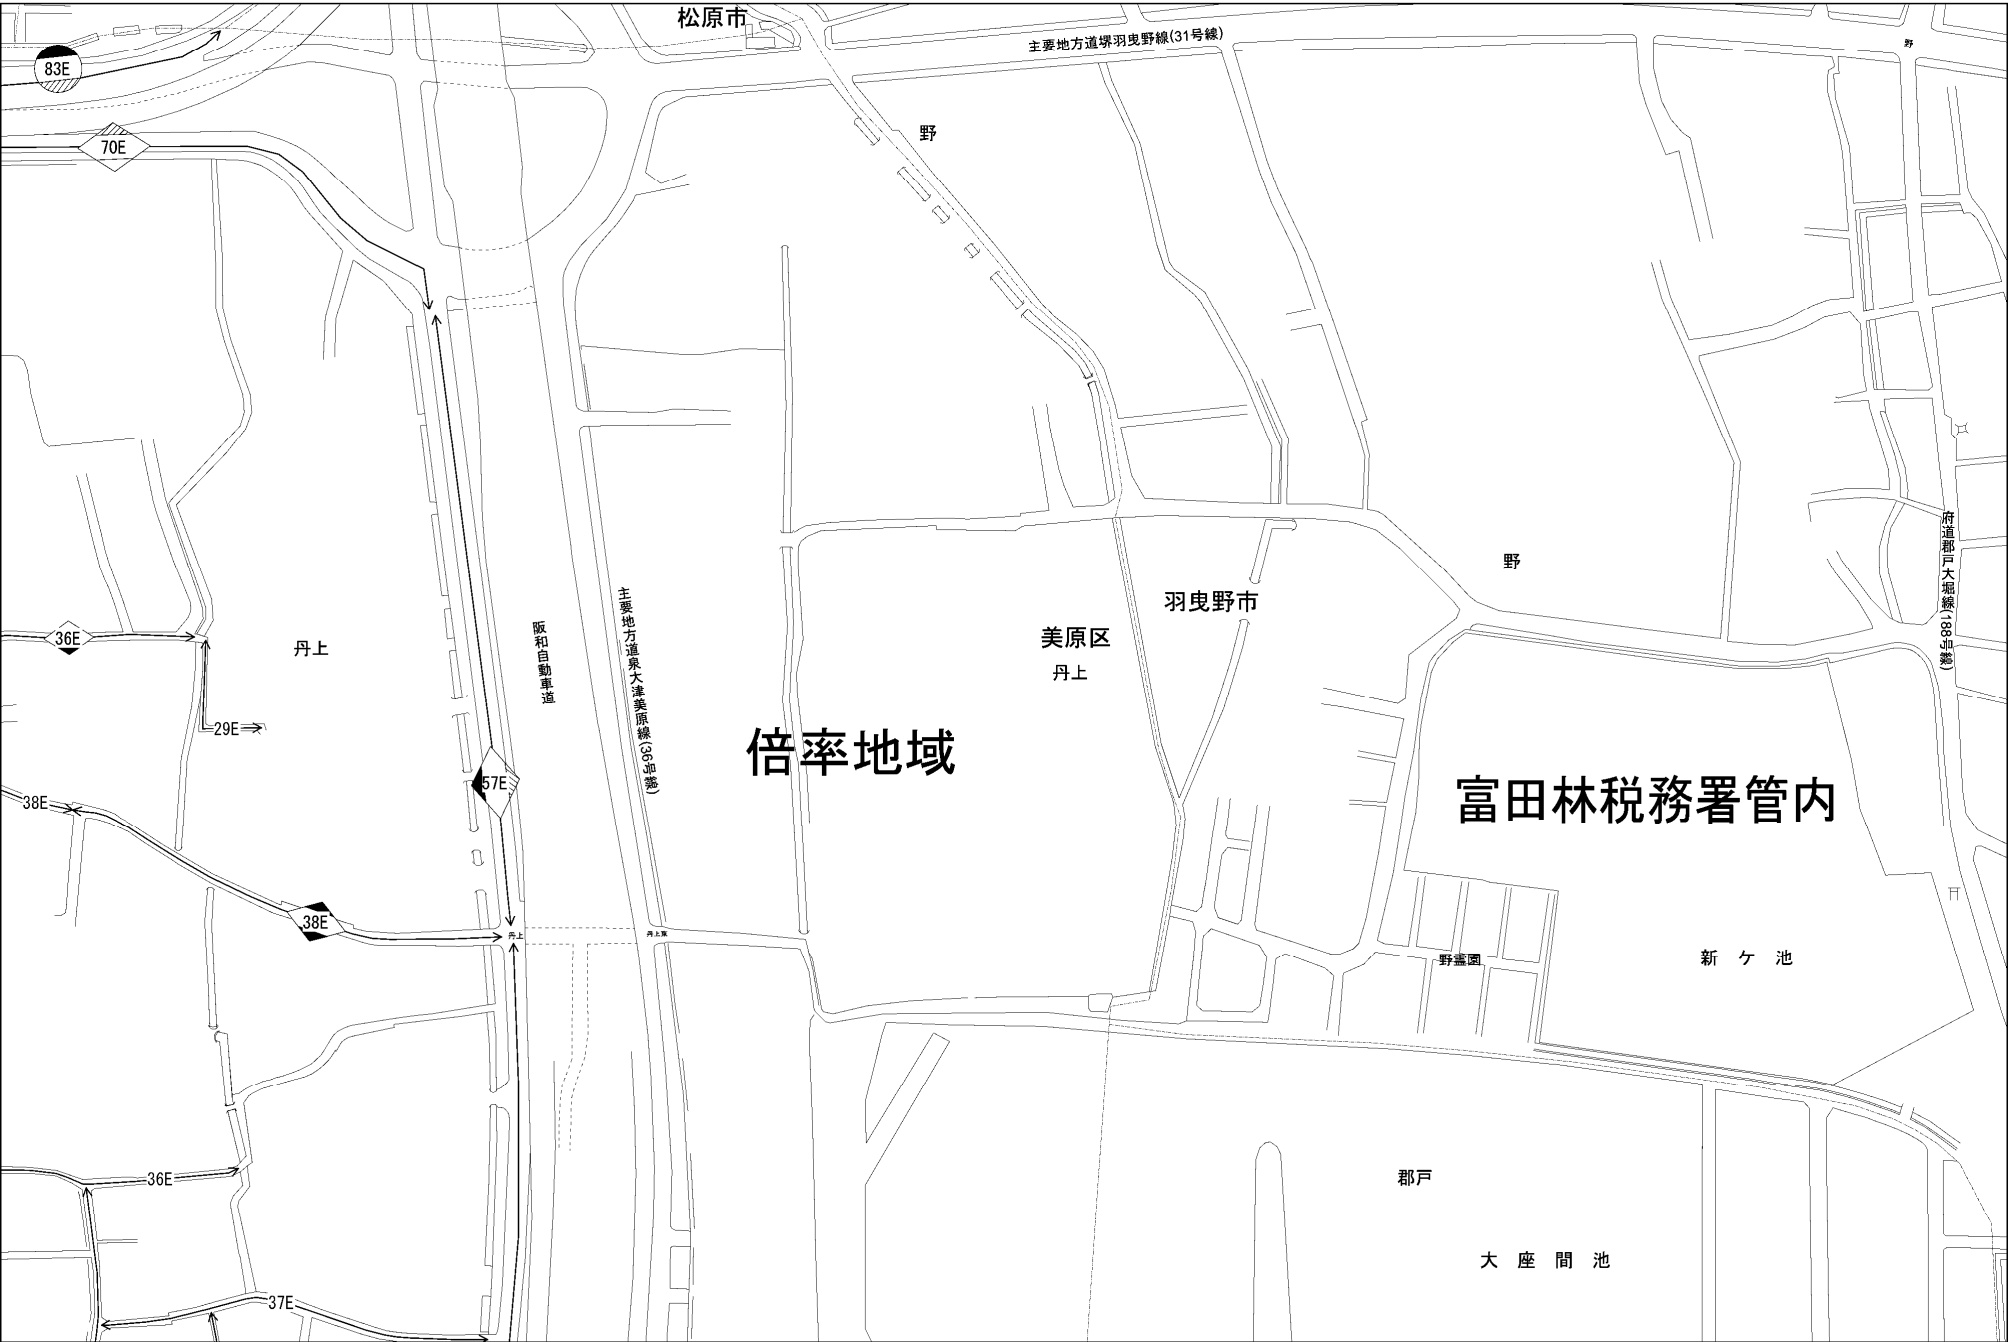 松原市
主要地方道堺羽曳野線(31号線)
野
83E
70E
野
府道郡戸大堀線(188号線)
野
羽曳野市
美原区
丹上
主要地方道泉大津美原線(36号線)
阪和自動車道
36E
丹上
29E
倍率地域
57E
富田林税務署管内
38E
38E
丹上
丹上東
野霊園
新ケ池
36E
郡戸
大座間池
37E